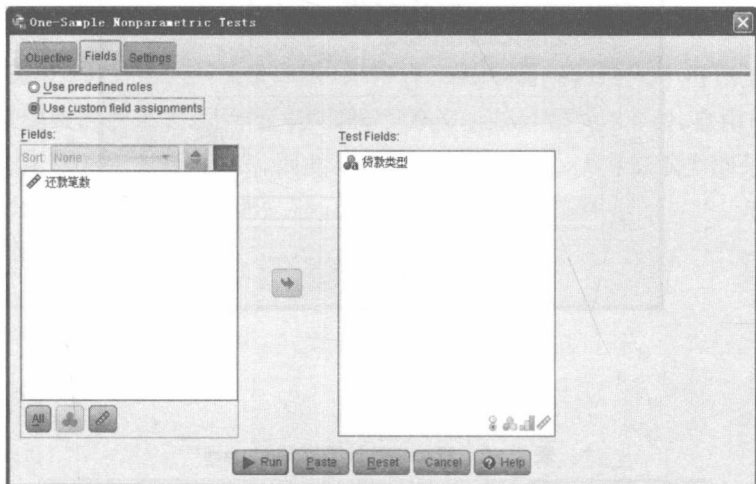 One-Sample Nonparametric Tests
Objective Fields Settings
Use predefined roles
Use custom field assignments
Fields:
Test Fields:
Sort: None
还款笔数
贷款类型
All
Run Paste Reset Cancel Help